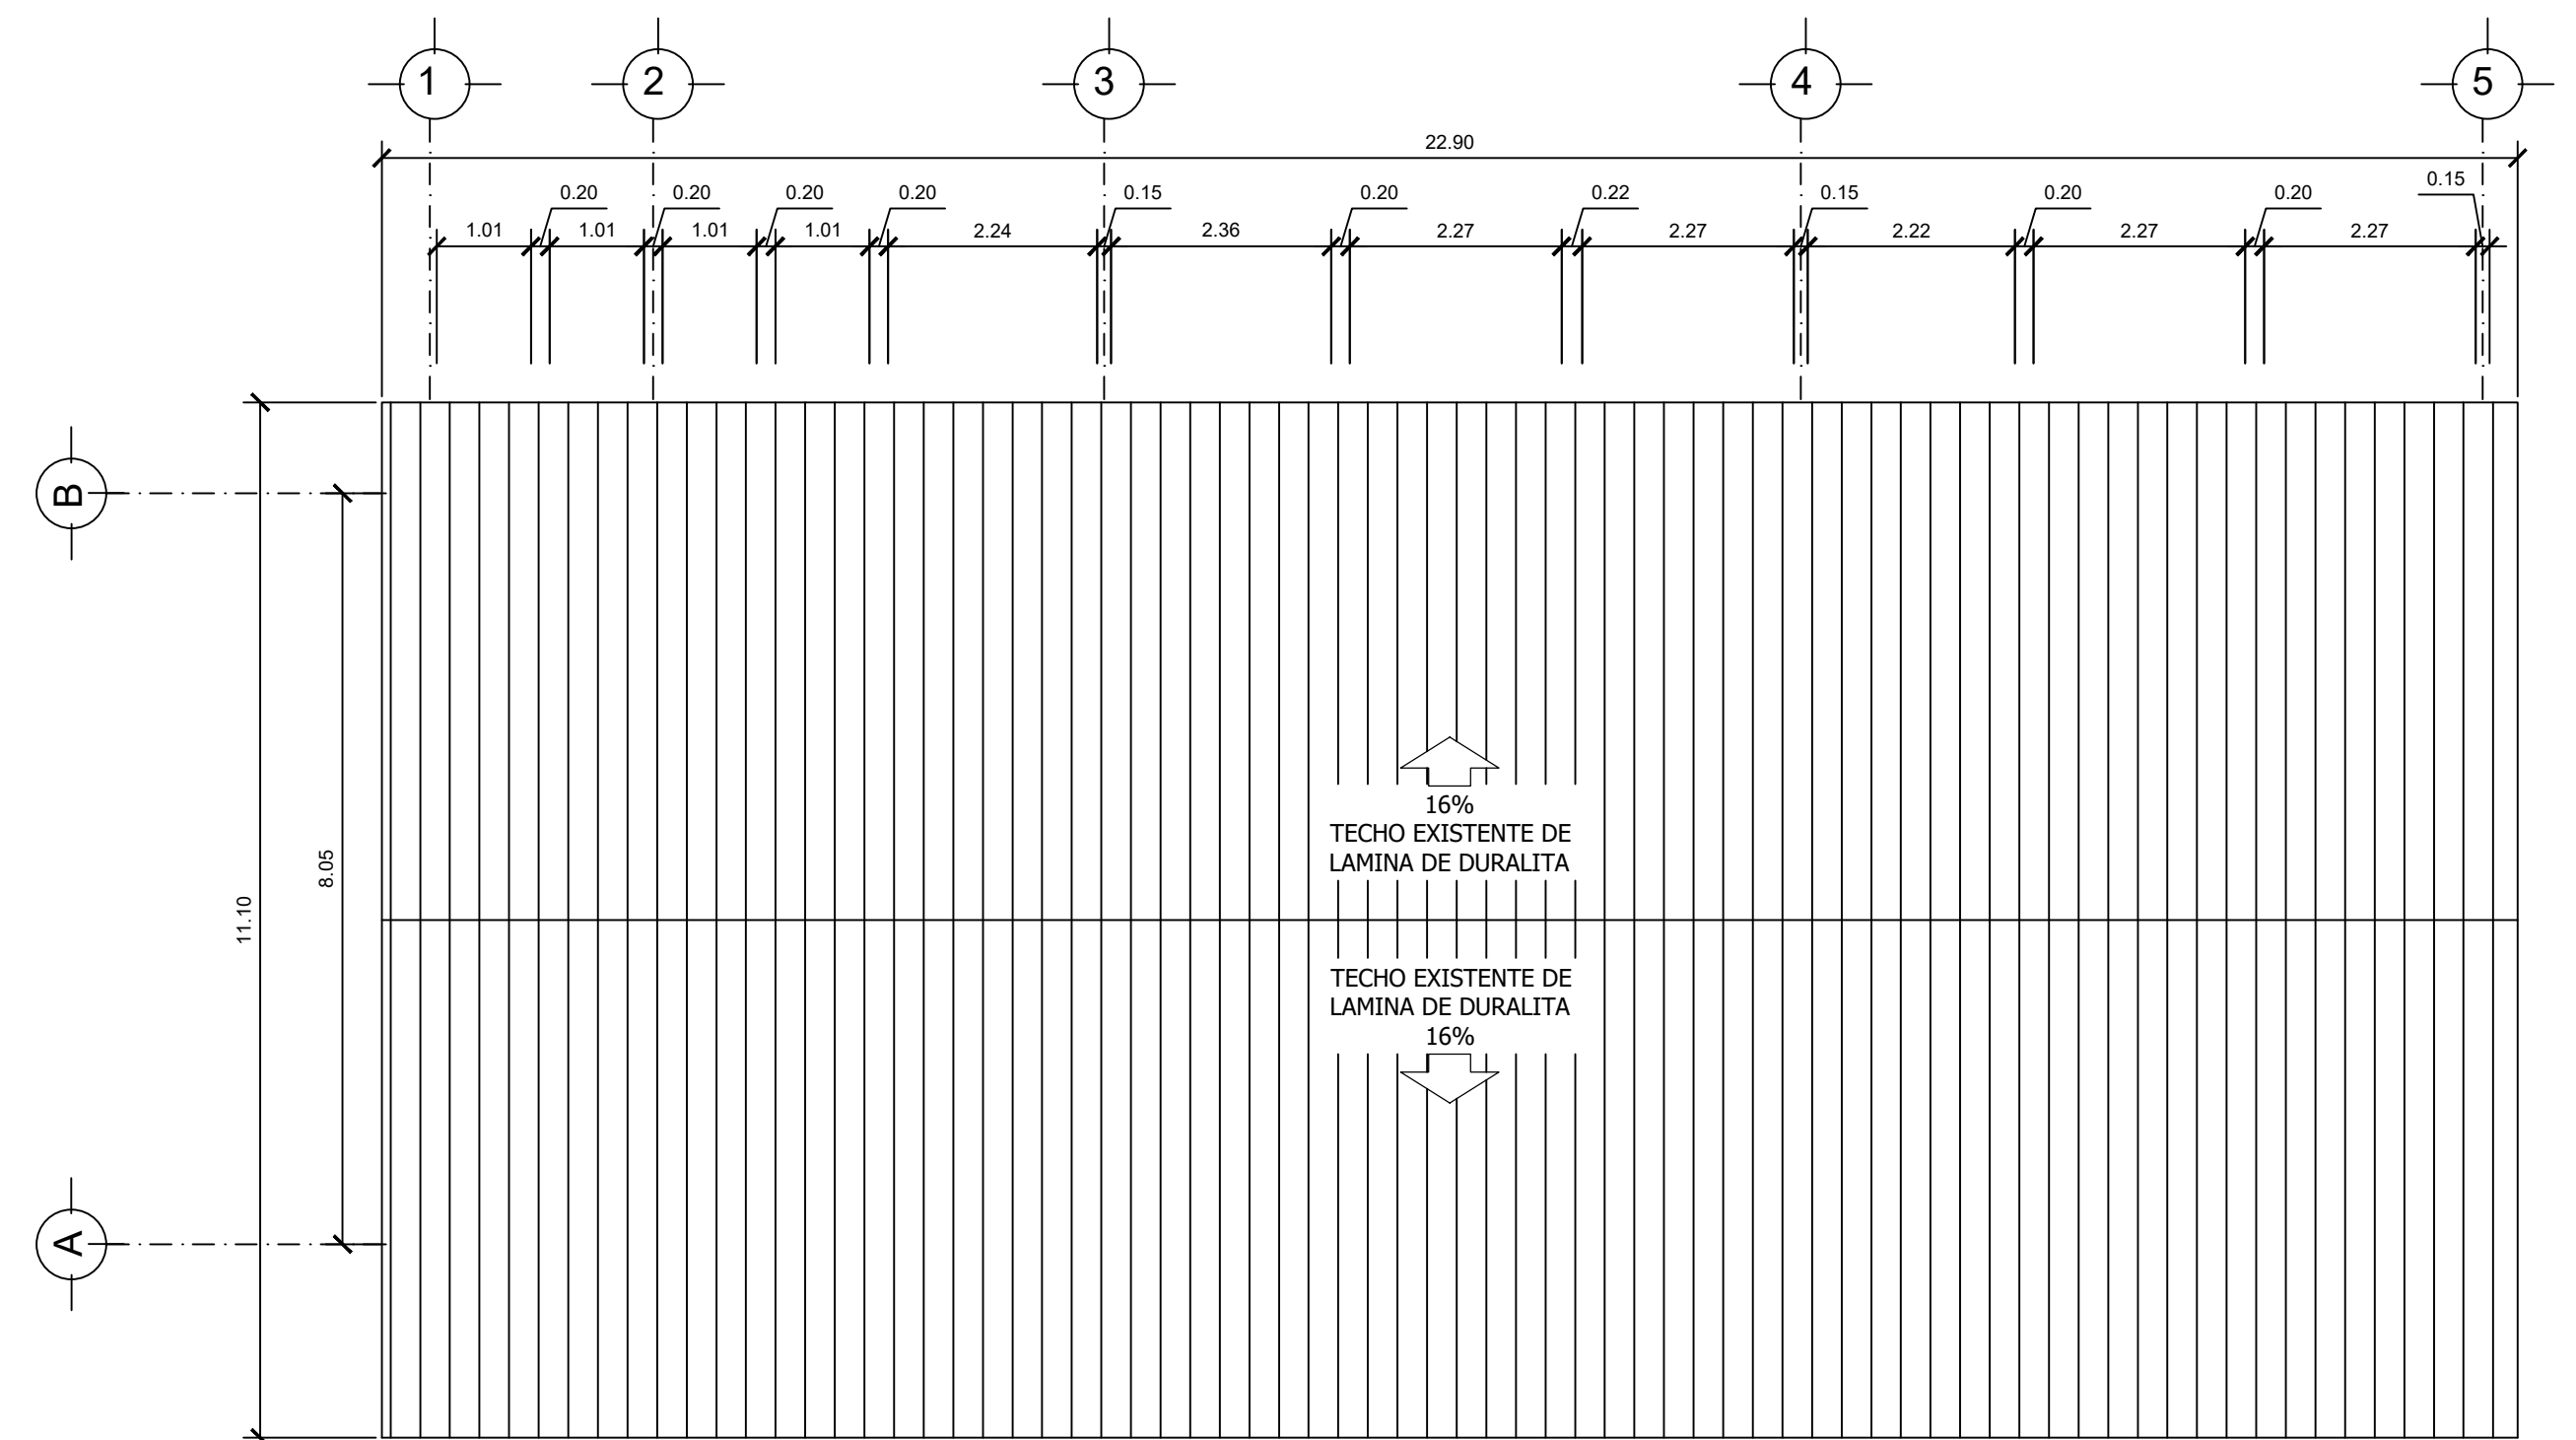 1 2 3 4 5
22.90
0.20 0.20 0.20 0.20 0.15 0.20 0.22 0.15 0.20 0.20 0.15
1.01 1.01 1.01 1.01 2.24 2.36 2.27 2.27 2.22 2.27 2.27
B
8.05
11.10
16%
TECHO EXISTENTE DE
LAMINA DE DURALITA
TECHO EXISTENTE DE
LAMINA DE DURALITA
16%
A